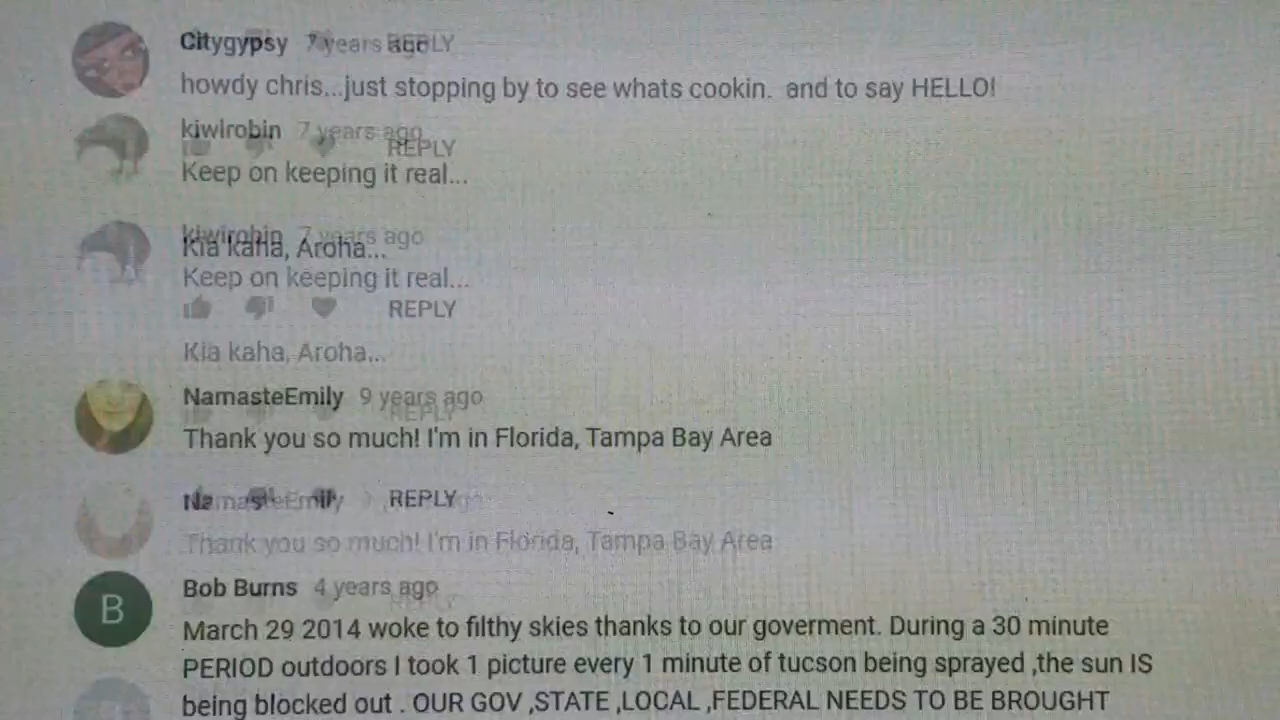 Citygypsy 7 years ago REPLY
howdy chris...just stopping by to see whats cookin. and to say HELLO!
kiwirobin 7 years ago
REPLY
Keep on keeping it real...
kiwirobin 7 years ago
Kia kaha, Aroha...
Keep on keeping it real...
REPLY
Kia kaha, Aroha...
NamasteEmily 9 years ago
REPLY
Thank you so much! I'm in Florida, Tampa Bay Area
NamasteEmily REPLY
Thank you so much! I'm in Florida, Tampa Bay Area
B
Bob Burns 4 years ago
REPLY
March 29 2014 woke to filthy skies thanks to our goverment. During a 30 minute
PERIOD outdoors I took 1 picture every 1 minute of tucson being sprayed ,the sun IS
being blocked out . OUR GOV ,STATE ,LOCAL ,FEDERAL NEEDS TO BE BROUGHT